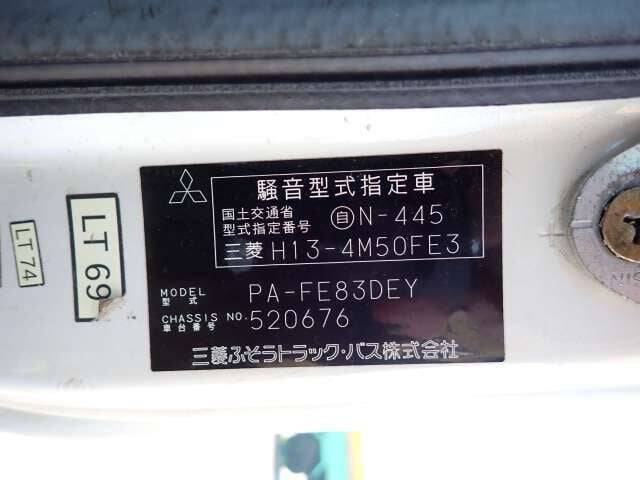 騒音型式指定車
国土交通省
型式指定番号 自N-445
三菱 H13-4M50FE3
MODEL
型式 PA-FE83DEY
CHASSIS NO.
車台番号 520676
三菱ふそうトラック・バス株式会社
LT69
LT74